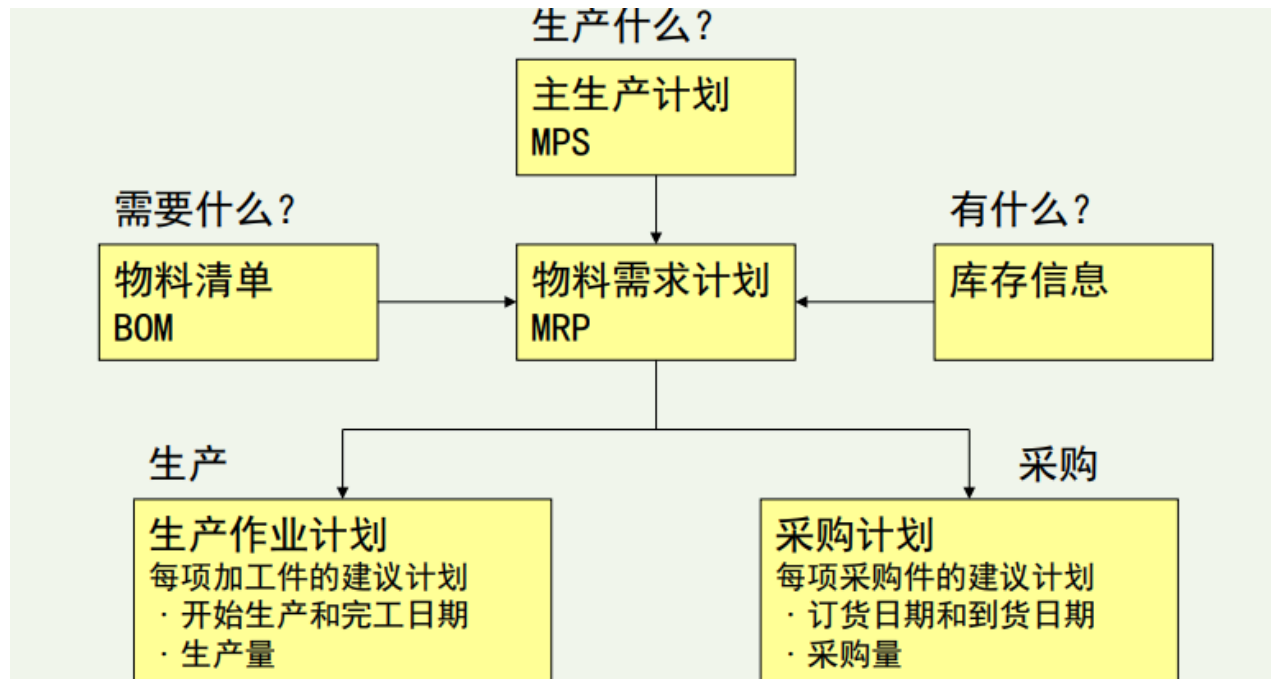 生产什么?
主生产计划
MPS
需要什么?
有什么?
物料清单
BOM
物料需求计划
MRP
库存信息
生产
采购
生产作业计划
每项加工件的建议计划
·开始生产和完工日期
·生产量
采购计划
每项采购件的建议计划
·订货日期和到货日期
·采购量